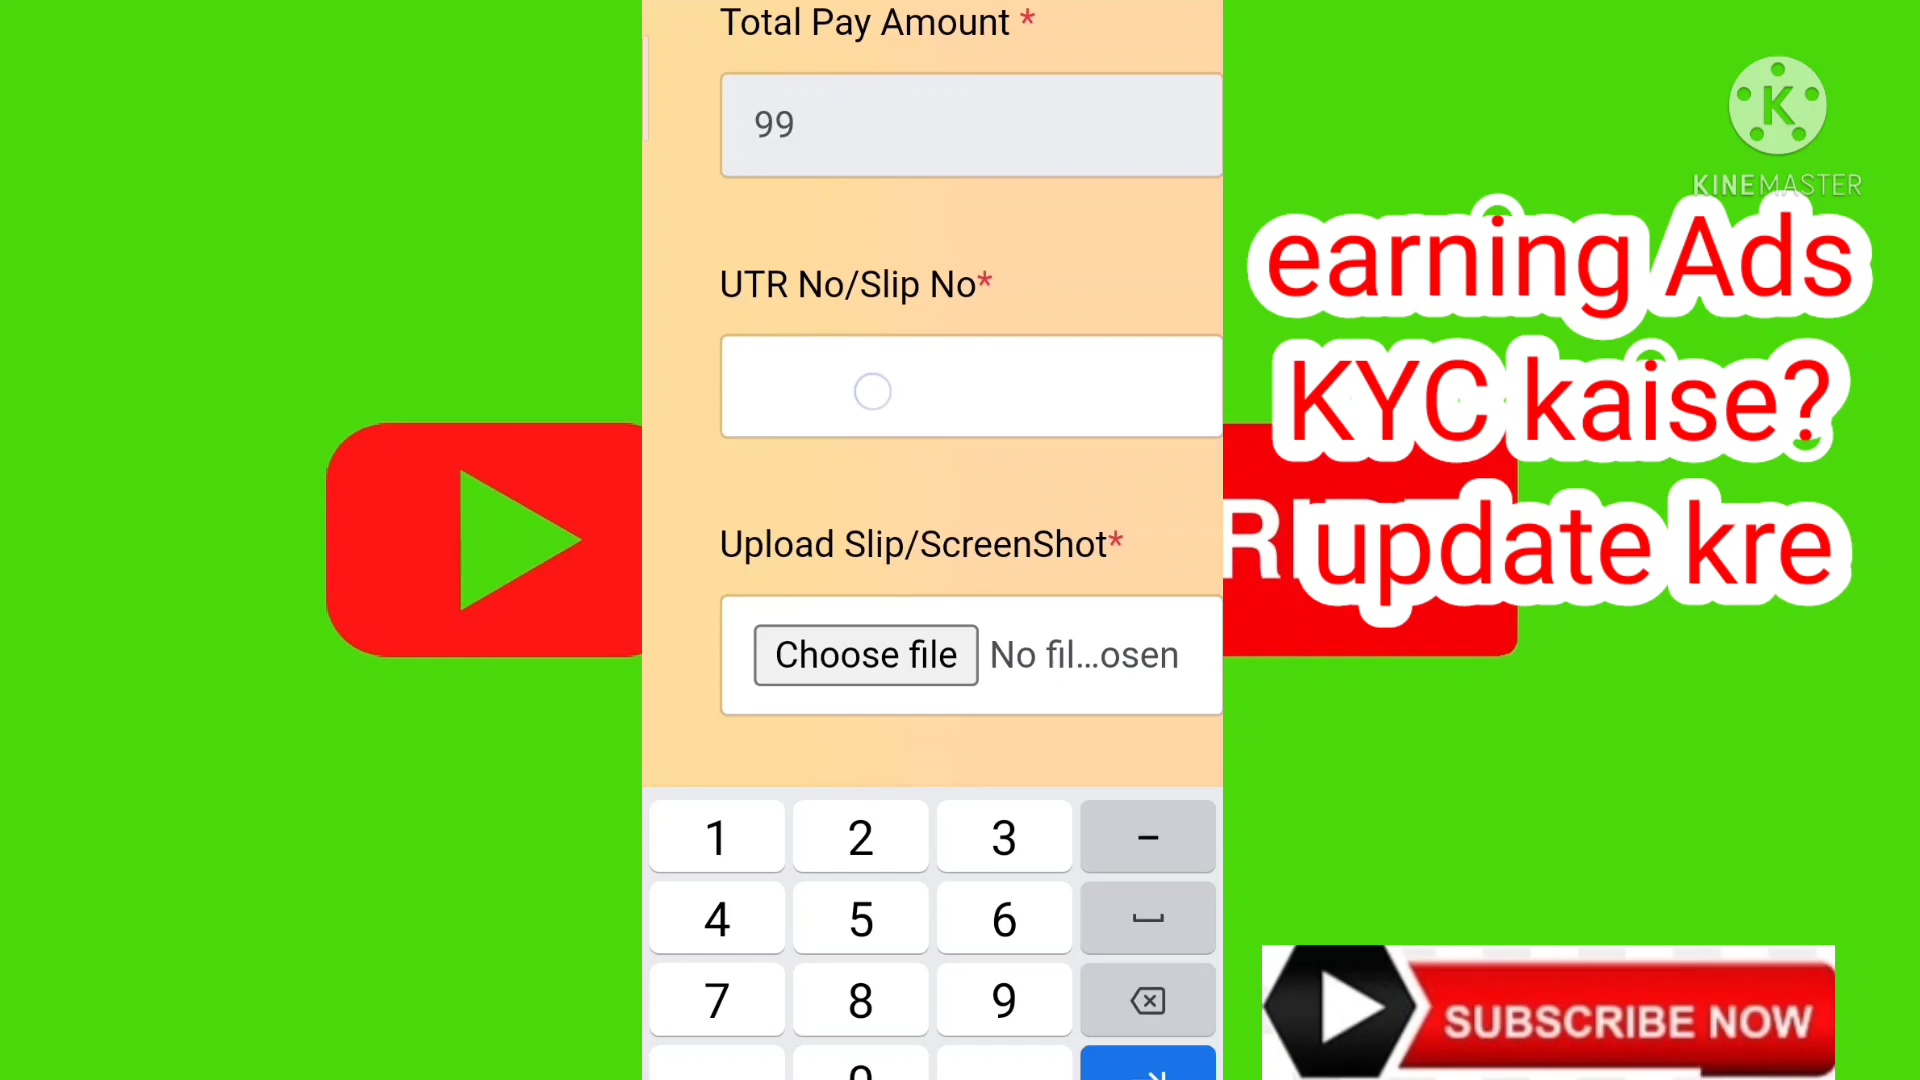 Total Pay Amount *
99
UTR No/Slip No*
Upload Slip/ScreenShot*
Choose file No fil...osen
1 2 3 –
4 5 6
7 8 9
K
KINEMASTER
earning Ads
KYC kaise?
update kre
SUBSCRIBE NOW